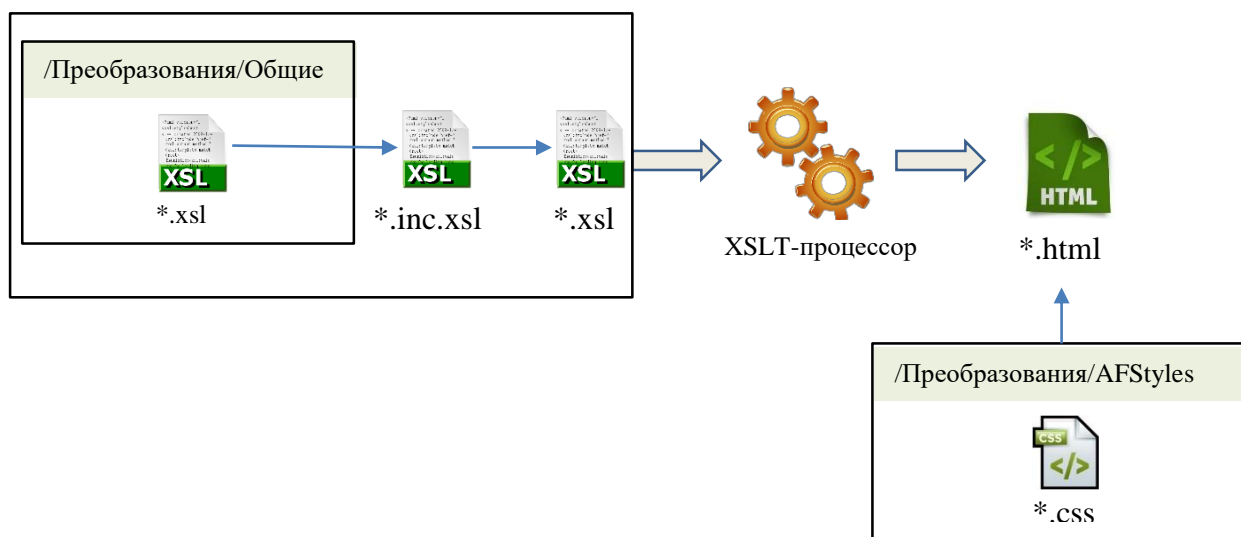 /Преобразования/Общие
XSL
*.xsl
XSL
*.inc.xsl
XSL
*.xsl
XSLT-процессор
</>
HTML
*.html
/Преобразования/AFStyles
CSS
</>
*.css